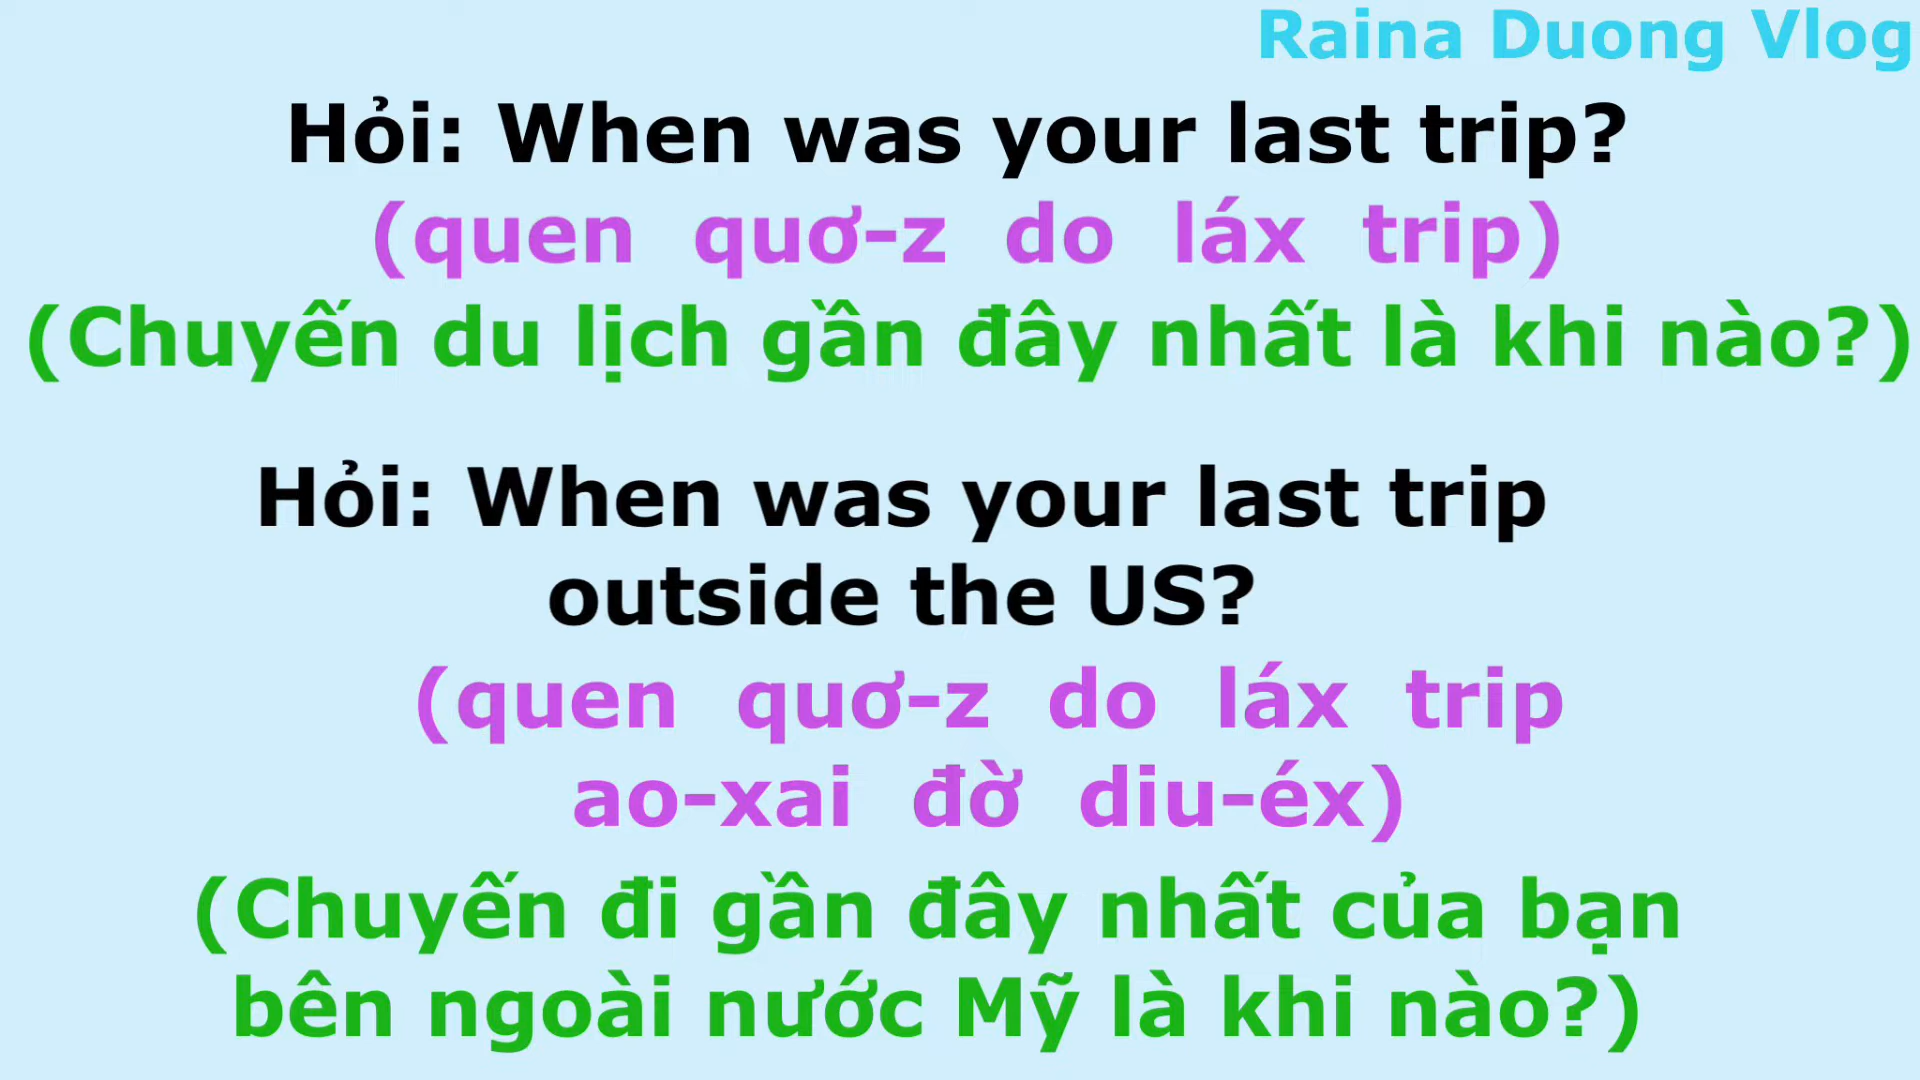 Raina Duong Vlog
Hỏi: When was your last trip?
(quen quơ-z do láx trip)
(Chuyến du lịch gần đây nhất là khi nào?)
Hỏi: When was your last trip
outside the US?
(quen quơ-z do láx trip
ao-xai đờ diu-éx)
(Chuyến đi gần đây nhất của bạn
bên ngoài nước Mỹ là khi nào?)